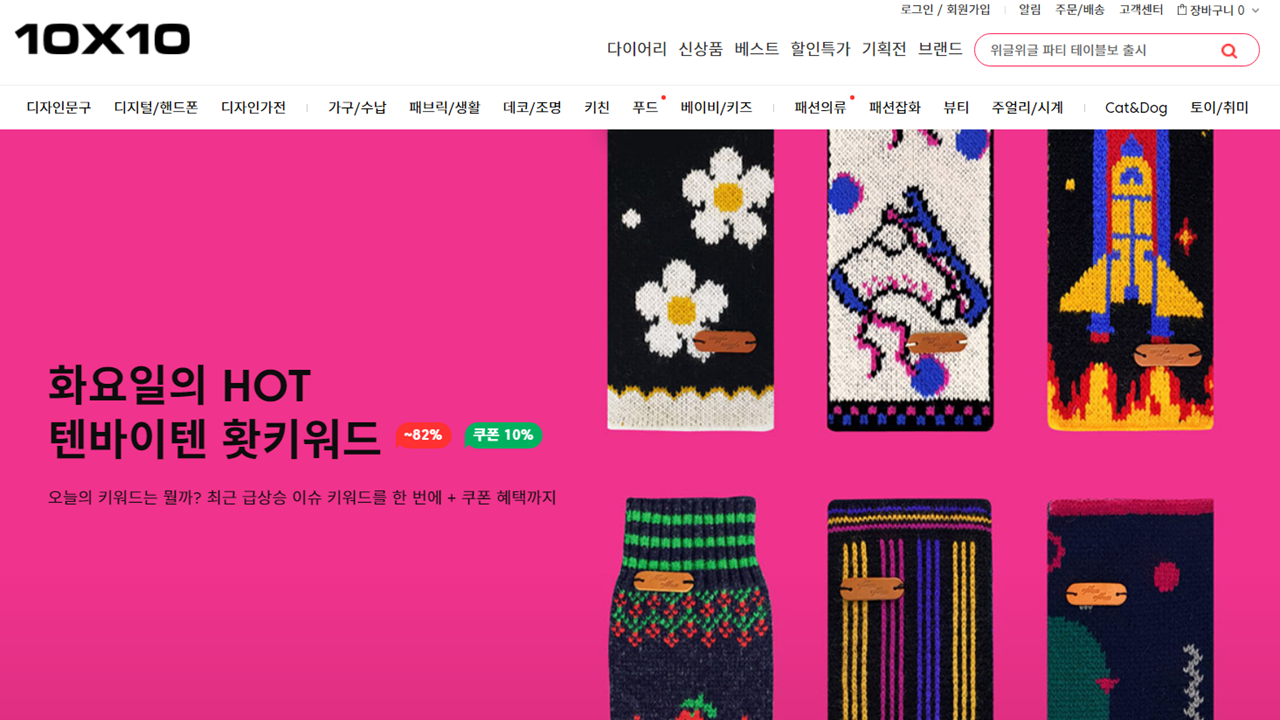 로그인 / 회원가입 알림 주문/배송 고객센터 장바구니 0
10X10
다이어리 신상품 베스트 할인특가 기획전 브랜드 위글위글 파티 테이블보 출시
디자인문구 디지털/핸드폰 디자인가전 가구/수납 패브릭/생활 데코/조명 키친 푸드 베이비/키즈 패션의류 패션잡화 뷰티 주얼리/시계 Cat&Dog 토이/취미
화요일의 HOT
텐바이텐 홧키워드 ~82% 쿠폰 10%
오늘의 키워드는 뭘까? 최근 급상승 이슈 키워드를 한 번에 + 쿠폰 혜택까지